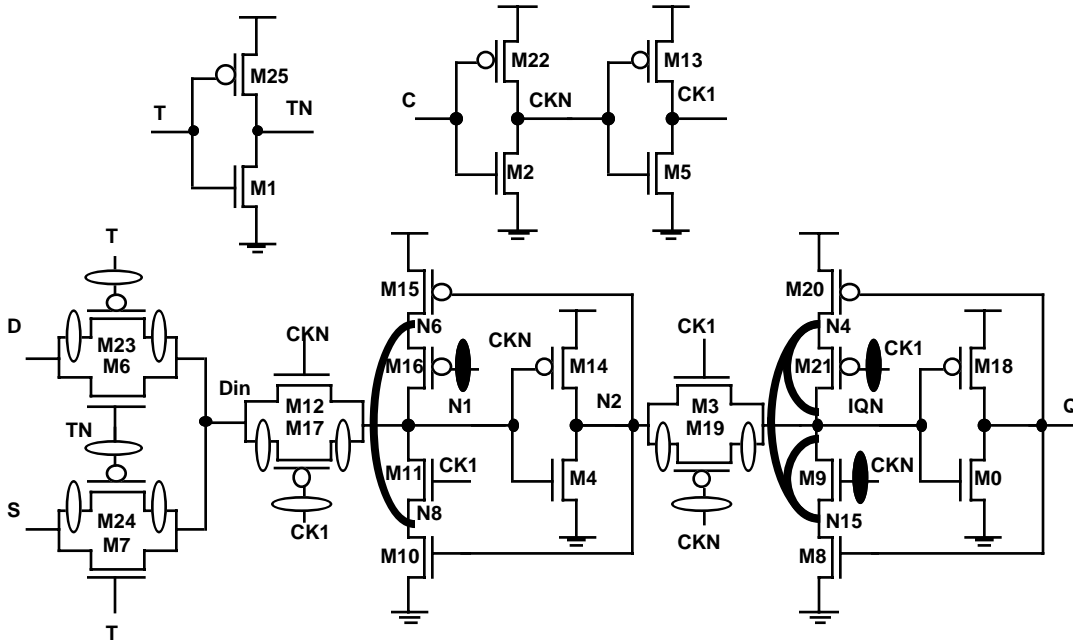 M25
T
TN
M1
M22
M13
C
CKN
CK1
M2
M5
T
D
M23
M6
TN
S
M24
M7
T
Din
CKN
M12
M17
CK1
M15
N6
M16
CKN
M14
N1
N2
M11
CK1
M4
N8
M10
CK1
M3
M19
CKN
M20
N4
M21
CK1
M18
IQN
Q
M9
CKN
M0
N15
M8